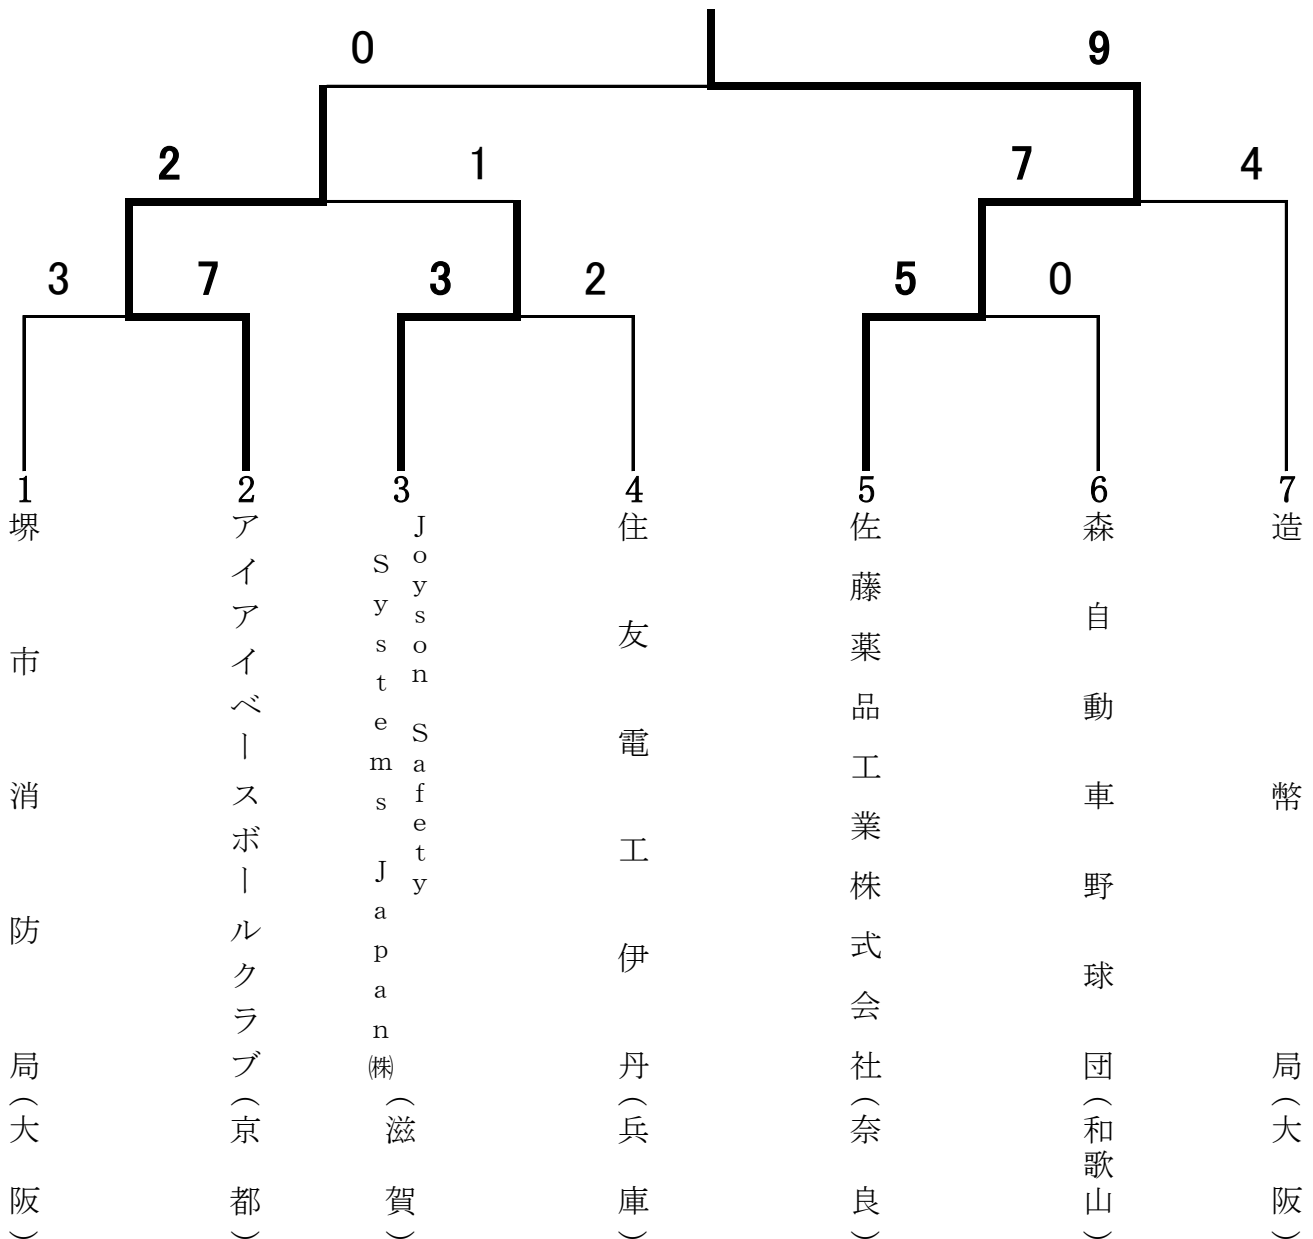 0 9
2 1 7 4
3 7 3 2 5 0
1 2 3 4 5 6 7
堺市消防局(大阪)
アイアイベースボールクラブ(京都)
Joyson Safety
Systems Japan㈱(滋賀)
住友電工伊丹(兵庫)
佐藤薬品工業株式会社(奈良)
森自動車野球団(和歌山)
造幣局(大阪)